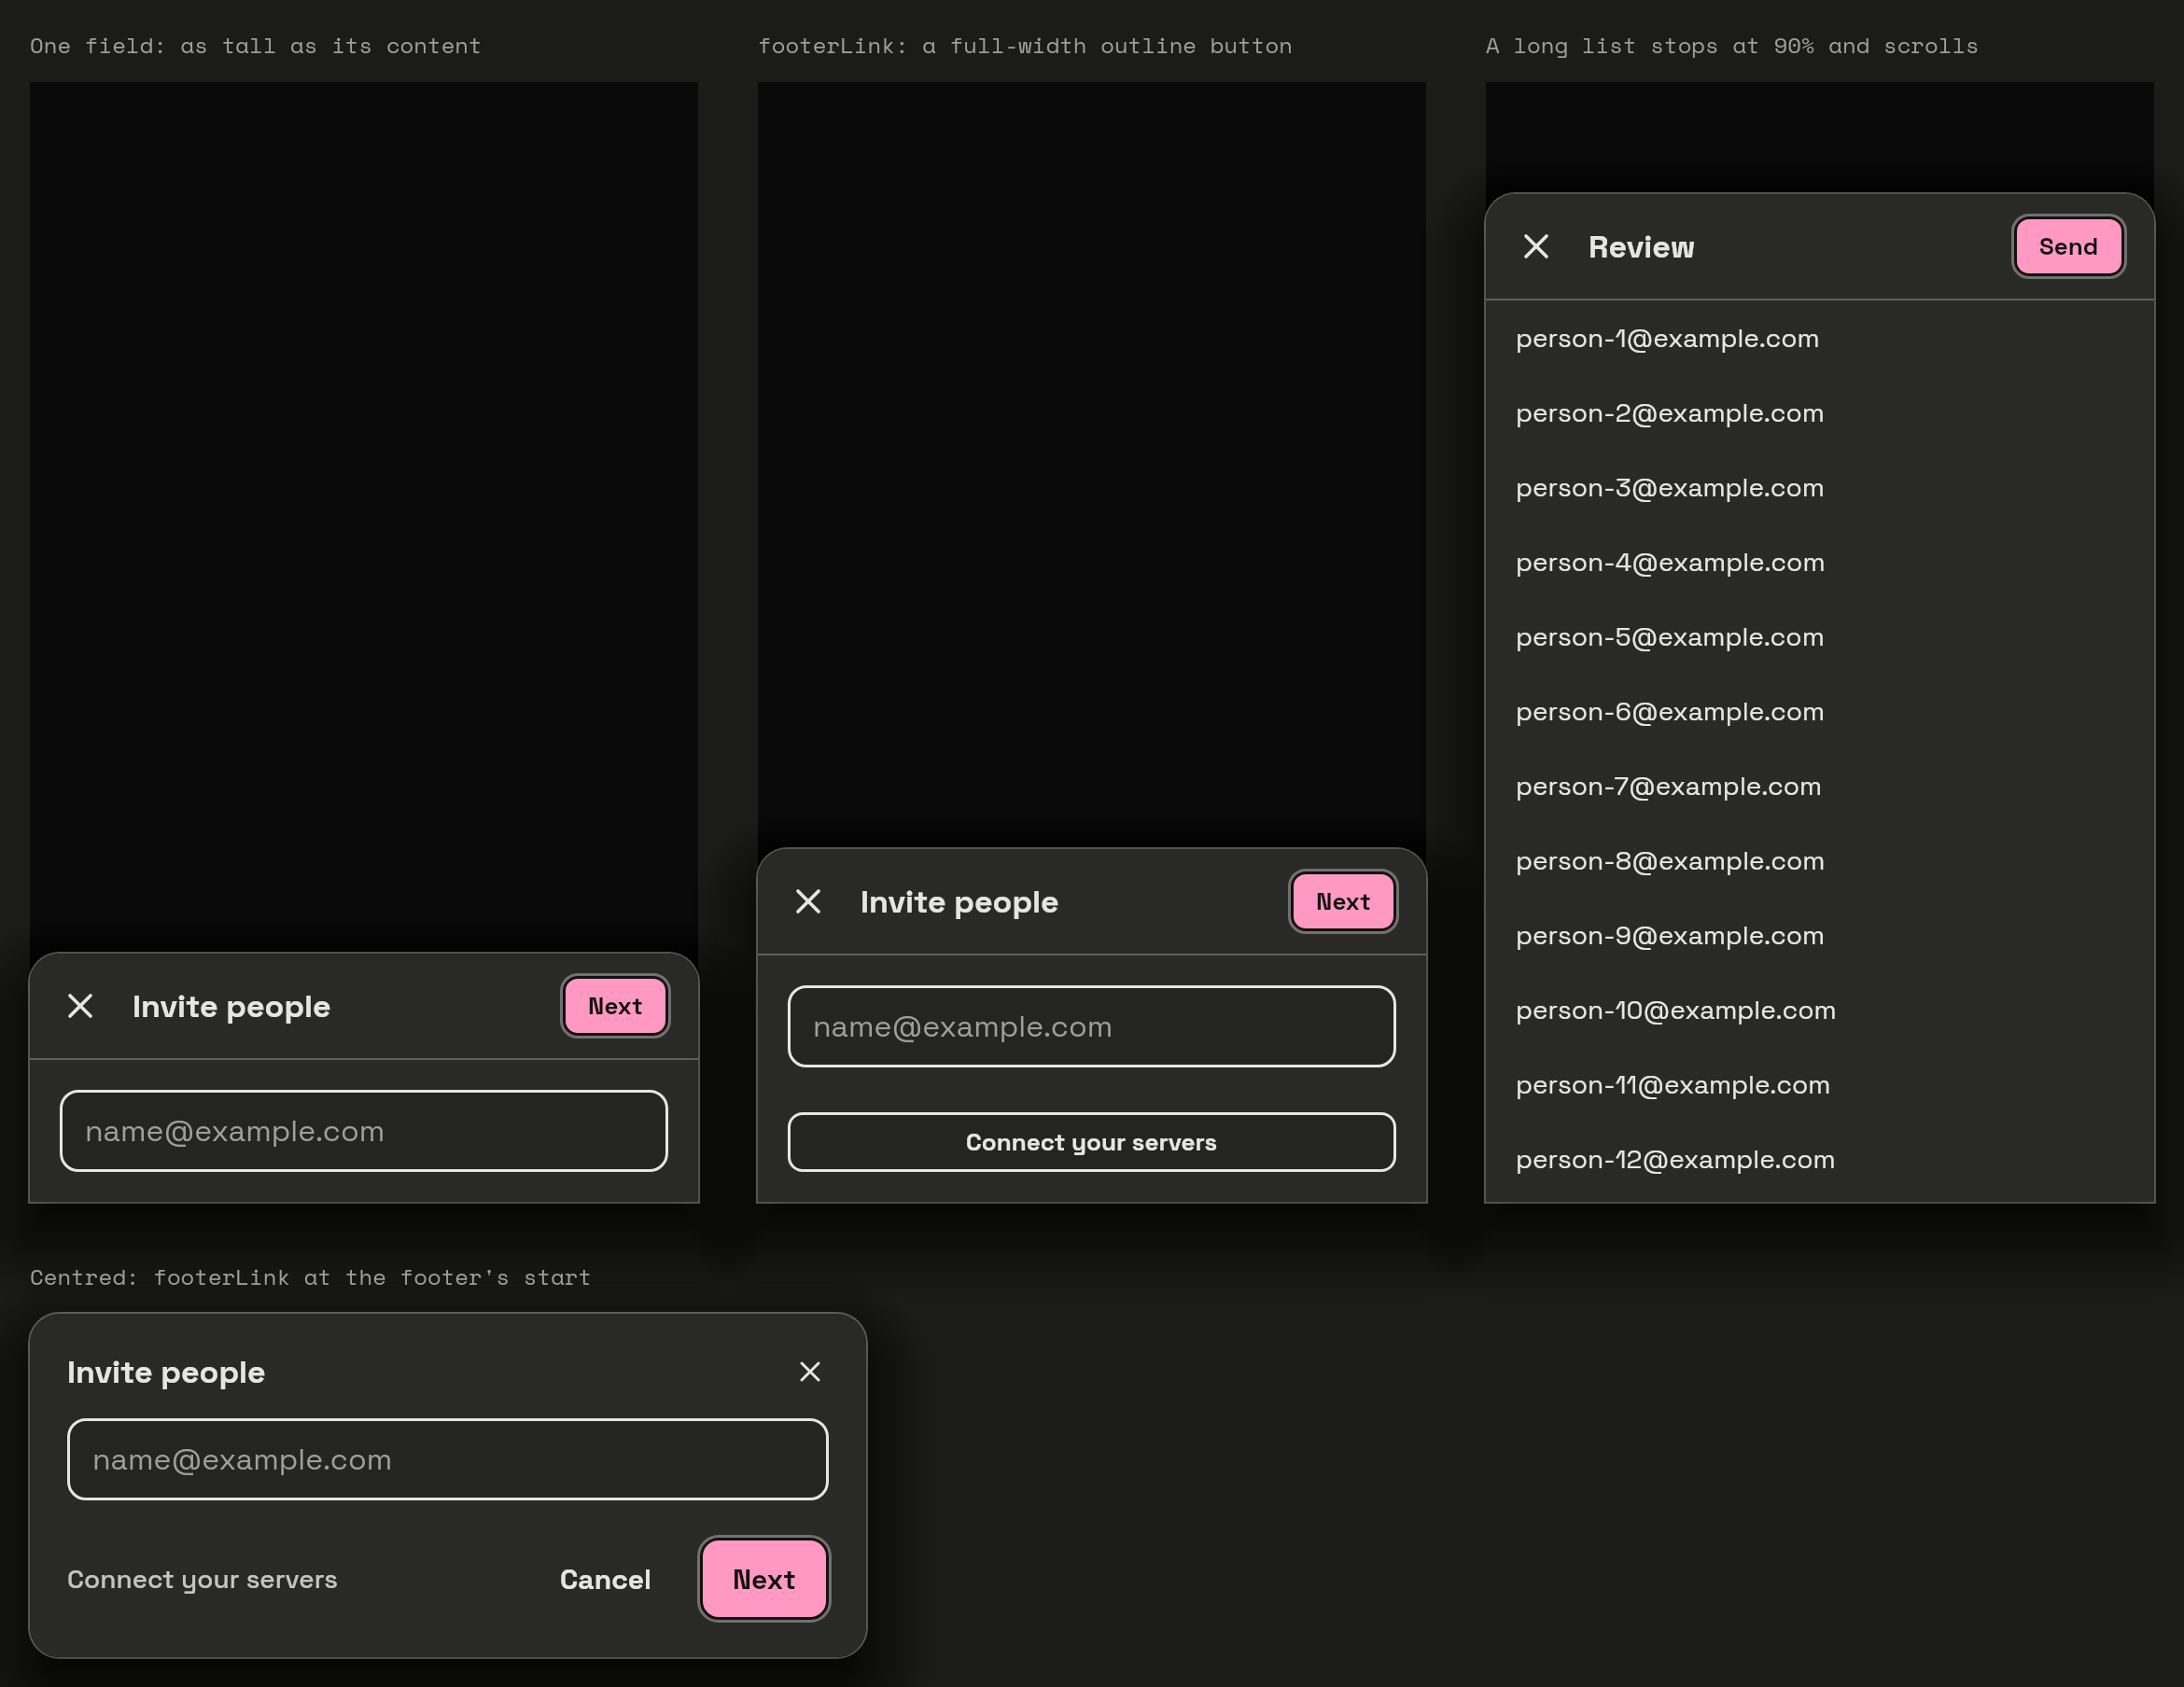 One field: as tall as its content
Invite people
Next
name@example.com
footerLink: a full-width outline button
Invite people
Next
name@example.com
Connect your servers
A long list stops at 90% and scrolls
Review
Send
person-1@example.com
person-2@example.com
person-3@example.com
person-4@example.com
person-5@example.com
person-6@example.com
person-7@example.com
person-8@example.com
person-9@example.com
person-10@example.com
person-11@example.com
person-12@example.com
Centred: footerLink at the footer's start
Invite people
name@example.com
Connect your servers
Cancel
Next